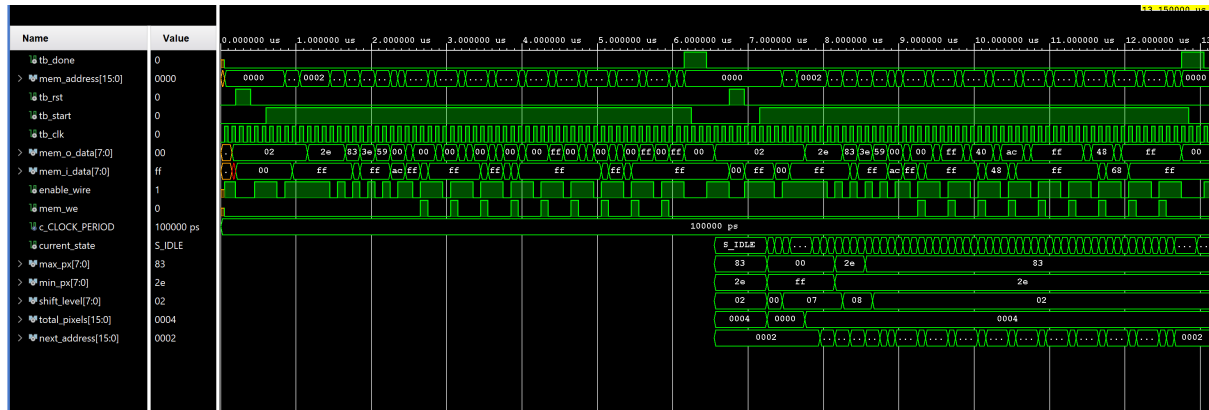 13.150000 us
Name Value 0.000000 us 1.000000 us 2.000000 us 3.000000 us 4.000000 us 5.000000 us 6.000000 us 7.000000 us 8.000000 us 9.000000 us 10.000000 us 11.000000 us 12.000000 us
tb_done 0
mem_address[15:0] 0000 0000 0002 0000 0002 0000
tb_rst 0
tb_start 0
tb_clk 0
mem_o_data[7:0] 00 02 2e 83 3e 59 00 00 00 00 00 00 ff 00 00 00 ff 00 ff 00 02 2e 83 3e 59 00 00 ff ff 40 ac ff 48 ff 00
mem_i_data[7:0] ff 00 ff ff ac ff ff ff ff ff ff 00 ff 00 ff ff ac ff ff 48 ff 68 ff
enable_wire 1
mem_we 0
c_CLOCK_PERIOD 100000 ps 100000 ps
current_state S_IDLE S_IDLE ...
max_px[7:0] 83 83 00 2e 83
min_px[7:0] 2e 2e ff 2e
shift_level[7:0] 02 02 00 07 08 02
total_pixels[15:0] 0004 0004 0000 0004
next_address[15:0] 0002 0002 0002